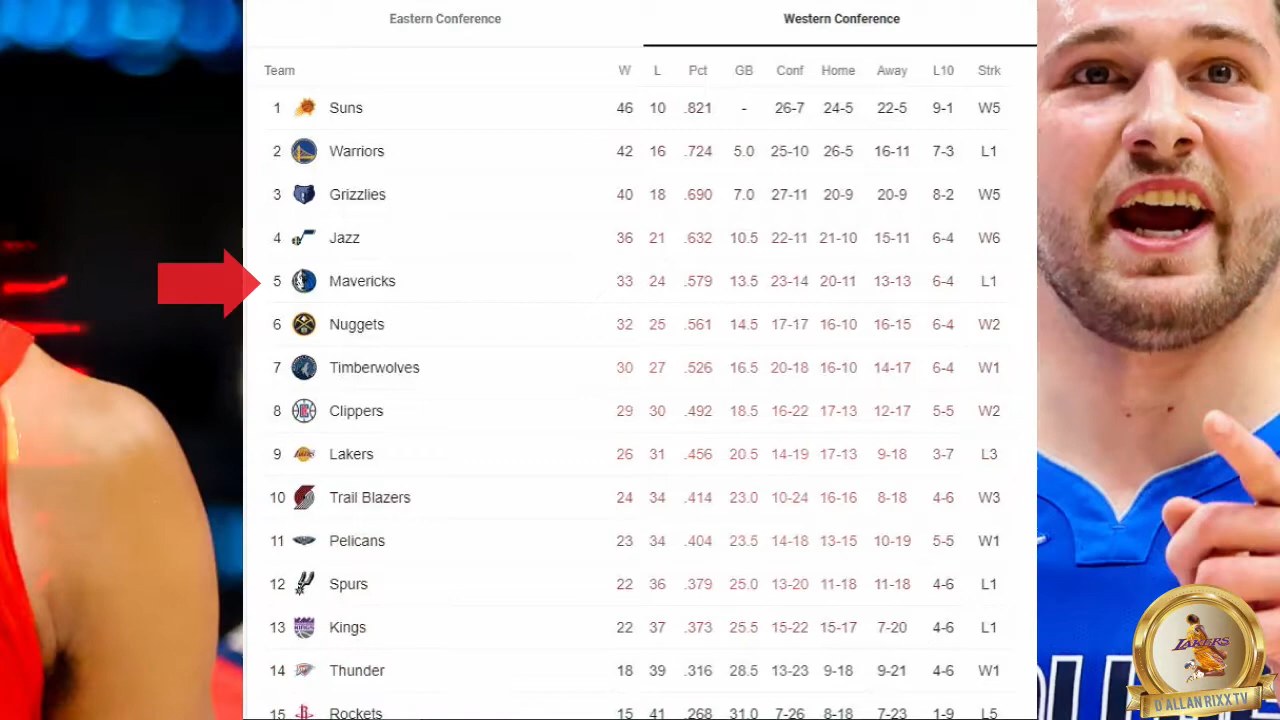 Eastern Conference Western Conference
Team W L Pct GB Conf Home Away L10 Strk
1 Suns 46 10 .821 - 26-7 24-5 22-5 9-1 W5
2 Warriors 42 16 .724 5.0 25-10 26-5 16-11 7-3 L1
3 Grizzlies 40 18 .690 7.0 27-11 20-9 20-9 8-2 W5
4 Jazz 36 21 .632 10.5 22-11 21-10 15-11 6-4 W6
5 Mavericks 33 24 .579 13.5 23-14 20-11 13-13 6-4 L1
6 Nuggets 32 25 .561 14.5 17-17 16-10 16-15 6-4 W2
7 Timberwolves 30 27 .526 16.5 20-18 16-10 14-17 6-4 W1
8 Clippers 29 30 .492 18.5 16-22 17-13 12-17 5-5 W2
9 Lakers 26 31 .456 20.5 14-19 17-13 9-18 3-7 L3
10 Trail Blazers 24 34 .414 23.0 10-24 16-16 8-18 4-6 W3
11 Pelicans 23 34 .404 23.5 14-18 13-15 10-19 5-5 W1
12 Spurs 22 36 .379 25.0 13-20 11-18 11-18 4-6 L1
13 Kings 22 37 .373 25.5 15-22 15-17 7-20 4-6 L1
14 Thunder 18 39 .316 28.5 13-23 9-18 9-21 4-6 W1
15 Rockets 15 41 .268 31.0 7-26 8-18 7-23 1-9 L5
LAKERS
D'ALLAN RIXX TV